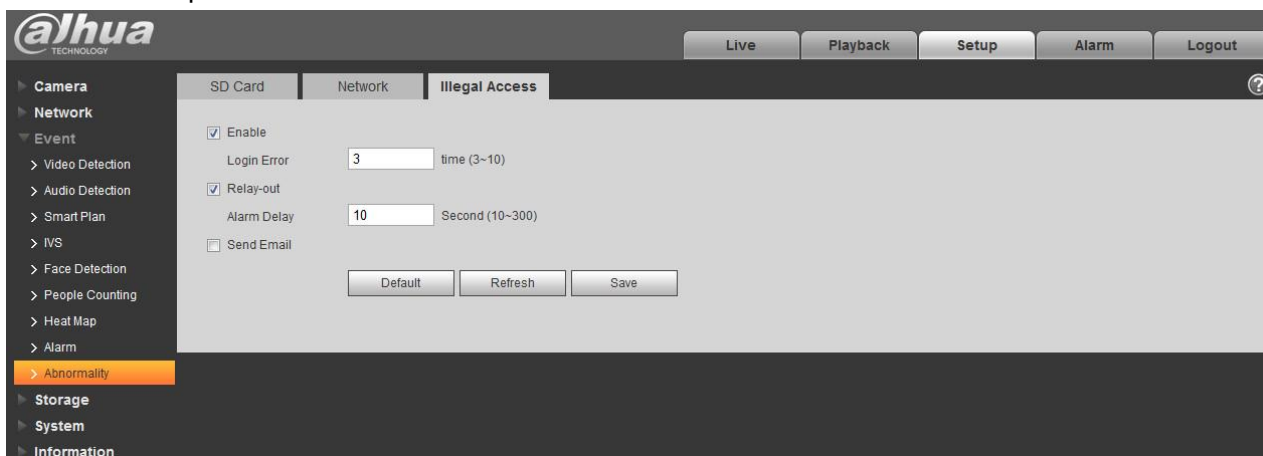 alhua
TECHNOLOGY
Live Playback Setup Alarm Logout
Camera
Network
Event
Video Detection
Audio Detection
Smart Plan
IVS
Face Detection
People Counting
Heat Map
Alarm
Abnormality
Storage
System
Information
SD Card Network Illegal Access
?
Enable
Login Error 3 time (3~10)
Relay-out
Alarm Delay 10 Second (10~300)
Send Email
Default Refresh Save